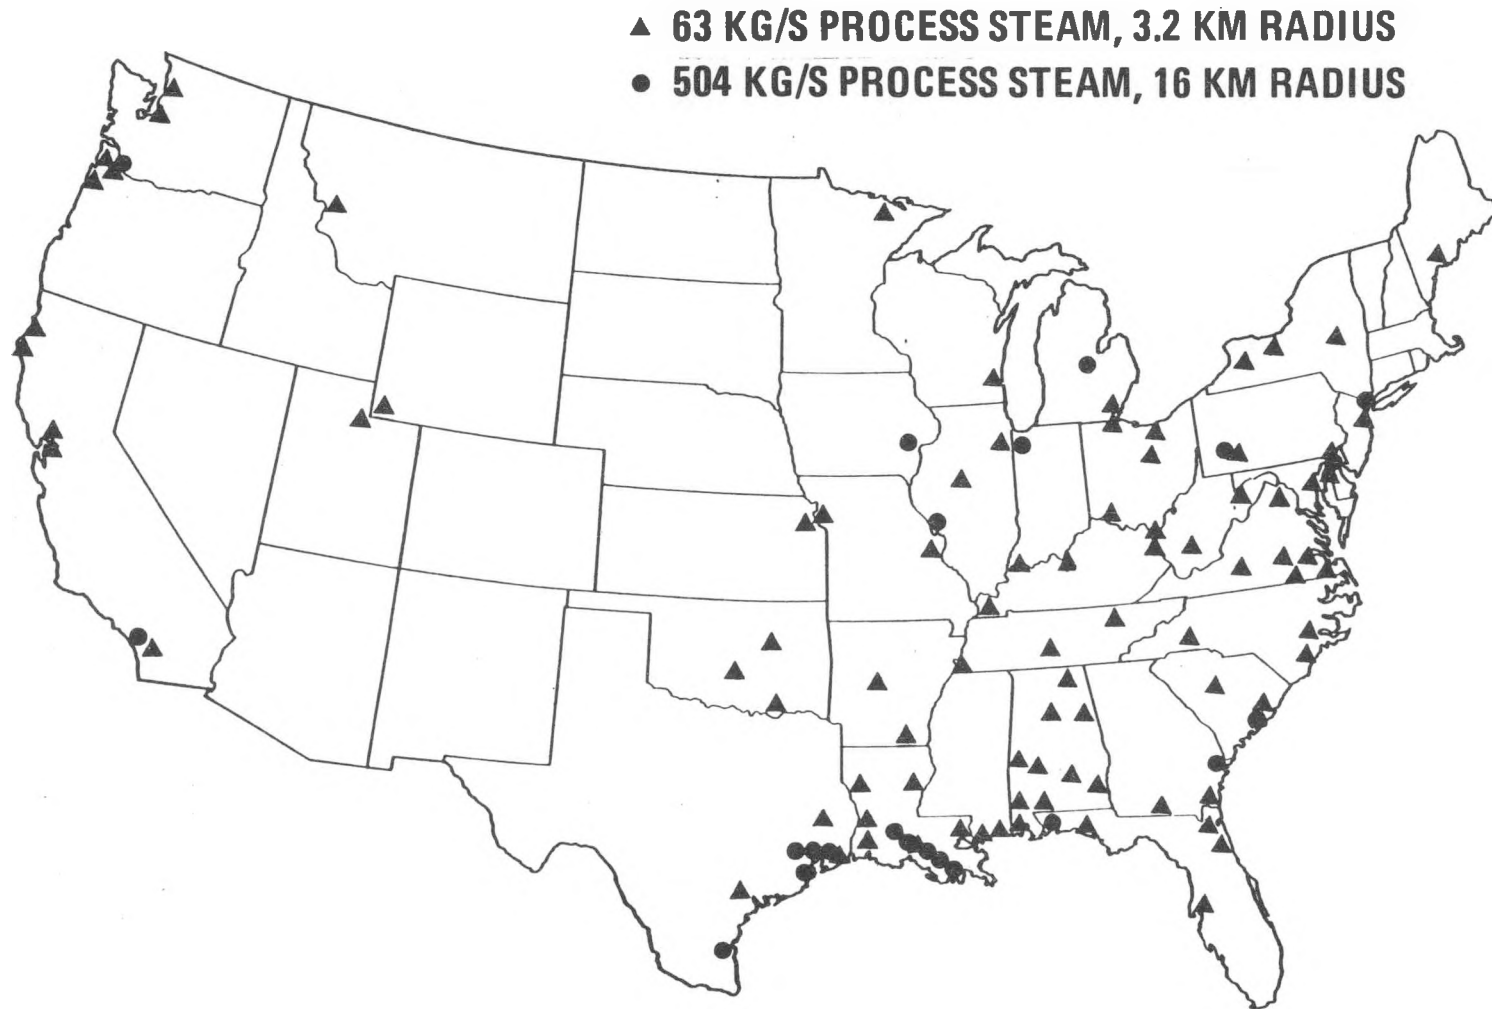 ▲ 63 KG/S PROCESS STEAM, 3.2 KM RADIUS
● 504 KG/S PROCESS STEAM, 16 KM RADIUS